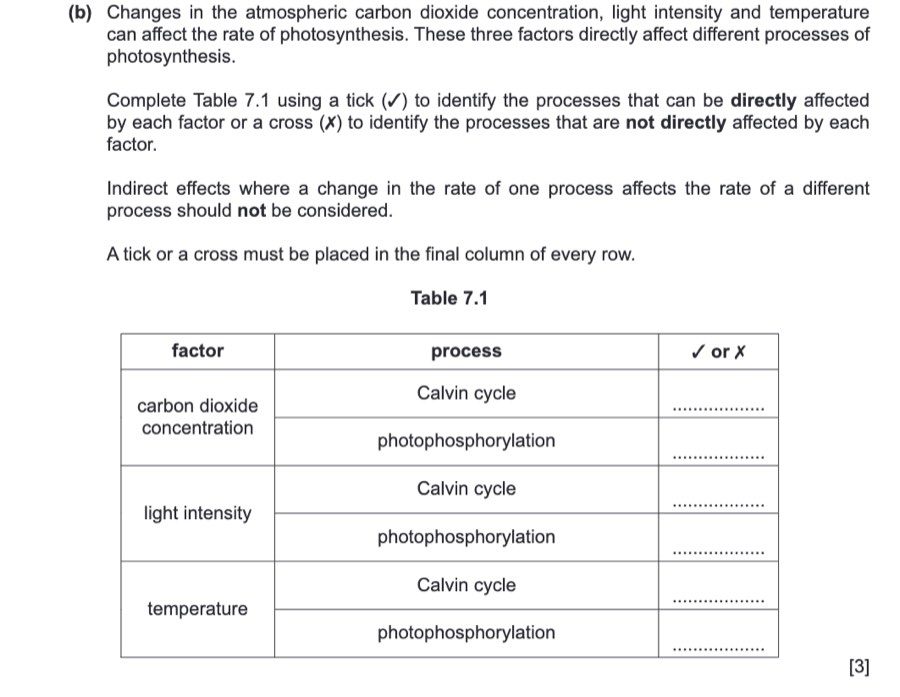 (b) Changes in the atmospheric carbon dioxide concentration, light intensity and temperature
can affect the rate of photosynthesis. These three factors directly affect different processes of
photosynthesis.
Complete Table 7.1 using a tick (✓) to identify the processes that can be directly affected
by each factor or a cross (✗) to identify the processes that are not directly affected by each
factor.
Indirect effects where a change in the rate of one process affects the rate of a different
process should not be considered.
A tick or a cross must be placed in the final column of every row.
Table 7.1
factor process ✓ or ✗
carbon dioxide
concentration
Calvin cycle ..................
photophosphorylation ..................
light intensity
Calvin cycle ..................
photophosphorylation ..................
temperature
Calvin cycle ..................
photophosphorylation ..................
[3]